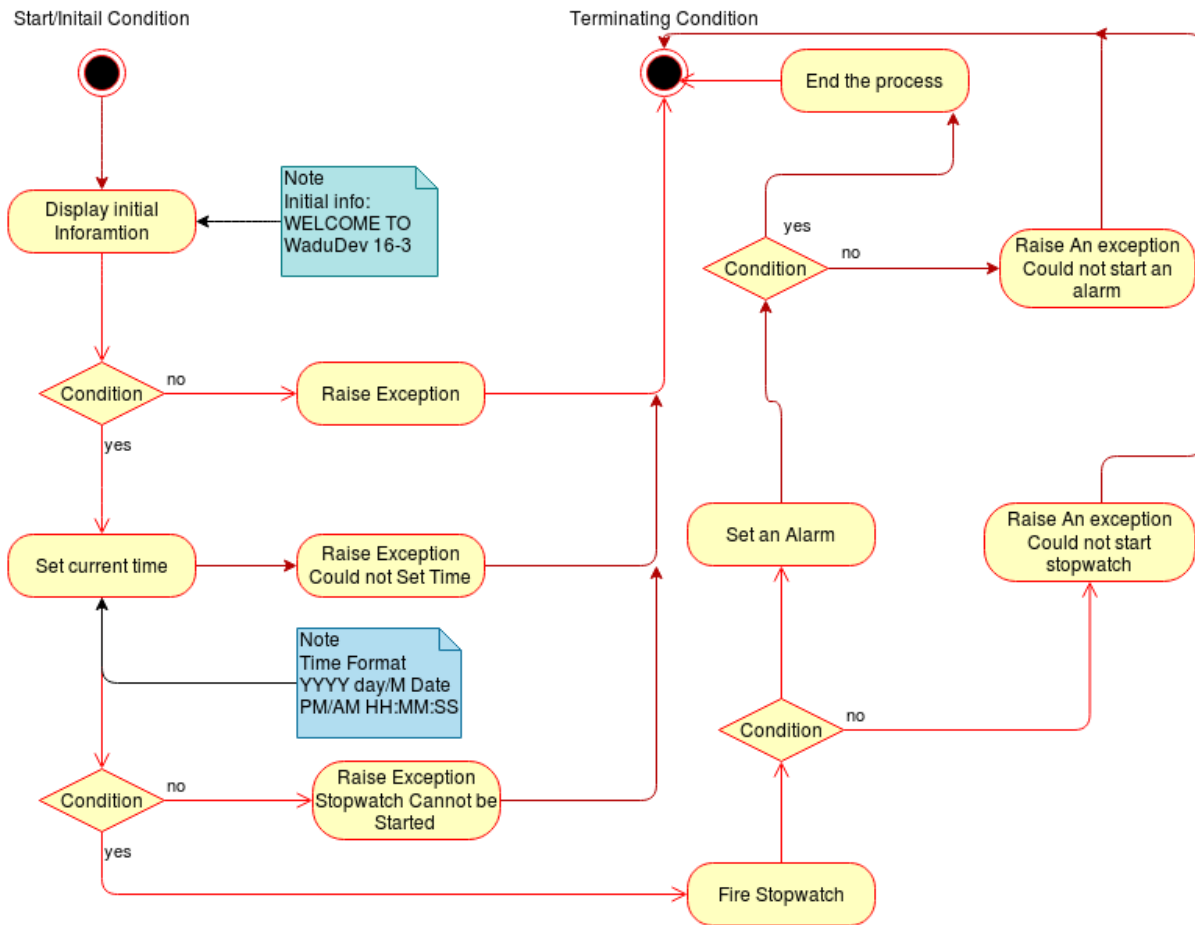 Start/Initail Condition
Terminating Condition
End the process
Display initial
Inforamtion
Note
Initial info:
WELCOME TO
WaduDev 16-3
yes
Condition
no
Raise An exception
Could not start an
alarm
Condition
no
Raise Exception
yes
Set current time
Raise Exception
Could not Set Time
Set an Alarm
Raise An exception
Could not start
stopwatch
Note
Time Format
YYYY day/M Date
PM/AM HH:MM:SS
Condition
no
Condition
no
Raise Exception
Stopwatch Cannot be
Started
yes
Fire Stopwatch